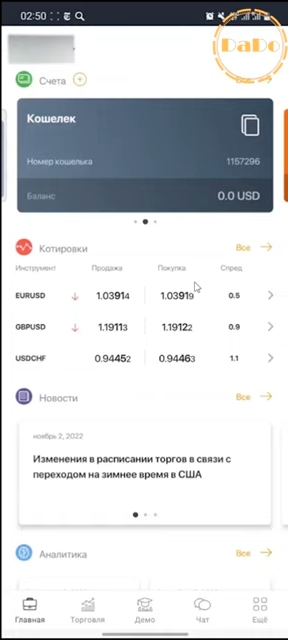 02:50
DaDo
Счета
Кошелек
Номер кошелька 1157296
Баланс 0.0 USD
Котировки Все
Инструмент Продажа Покупка Спред
EURUSD 1.03914 1.03919 0.5
GBPUSD 1.19113 1.19122 0.9
USDCHF 0.94452 0.94463 1.1
Новости Все
ноябрь 2, 2022
Изменения в расписании торгов в связи с
переходом на зимнее время в США
Аналитика Все
Главная Торговля Демо Чат Ещё